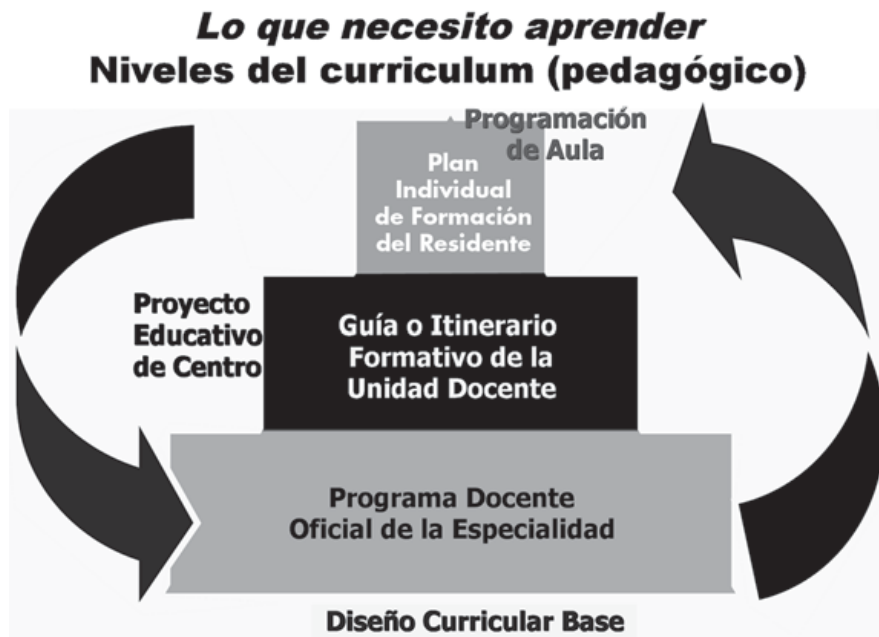 Lo que necesito aprender
Niveles del curriculum (pedagógico)
Programación
de Aula
Plan
Individual
de Formación
del Residente
Proyecto
Educativo
de Centro
Guía o Itinerario
Formativo de la
Unidad Docente
Programa Docente
Oficial de la Especialidad
Diseño Curricular Base